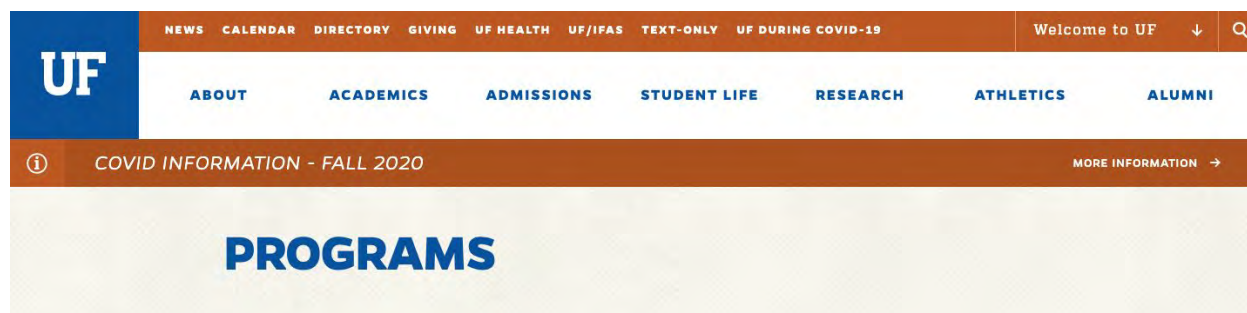 NEWS CALENDAR DIRECTORY GIVING UF HEALTH UF/IFAS TEXT-ONLY UF DURING COVID-19 Welcome to UF
UF
ABOUT ACADEMICS ADMISSIONS STUDENT LIFE RESEARCH ATHLETICS ALUMNI
COVID INFORMATION - FALL 2020 MORE INFORMATION →
PROGRAMS